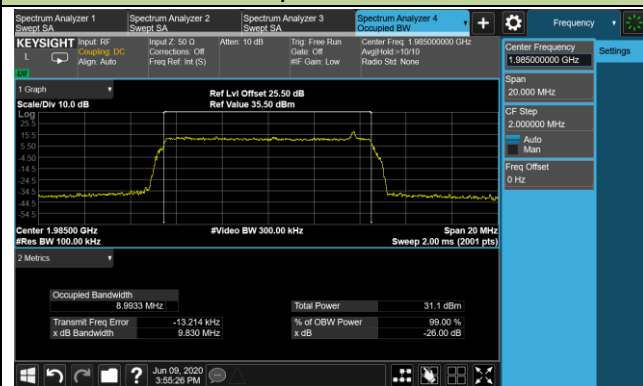 Spectrum Analyzer 1
Swept SA
Spectrum Analyzer 2
Swept SA
Spectrum Analyzer 3
Swept SA
Spectrum Analyzer 4
Occupied BW
+
Frequency
KEYSIGHT
L
Input: RF
Coupling: DC
Align: Auto
Input Z: 50 Ω
Corrections: Off
Freq Ref: Int (S)
Atten: 10 dB
Trig: Free Run
Gate: Off
#IF Gain: Low
Center Freq: 1.985000000 GHz
Avg|Hold: >10/10
Radio Std: None
Center Frequency
1.985000000 GHz
Settings
Span
20.000 MHz
CF Step
2.000000 MHz
Auto
Man
Freq Offset
0 Hz
1 Graph
Scale/Div 10.0 dB
Ref Lvl Offset 25.50 dB
Ref Value 35.50 dBm
Log
25.5
15.5
5.50
-4.50
-14.5
-24.5
-34.5
-44.5
-54.5
Center 1.98500 GHz
#Res BW 100.00 kHz
#Video BW 300.00 kHz
Span 20 MHz
Sweep 2.00 ms (2001 pts)
2 Metrics
Occupied Bandwidth
8.9933 MHz
Total Power 31.1 dBm
Transmit Freq Error -13.214 kHz
% of OBW Power 99.00 %
x dB Bandwidth 9.830 MHz
x dB -26.00 dB
?
Jun 09, 2020
3:55:26 PM